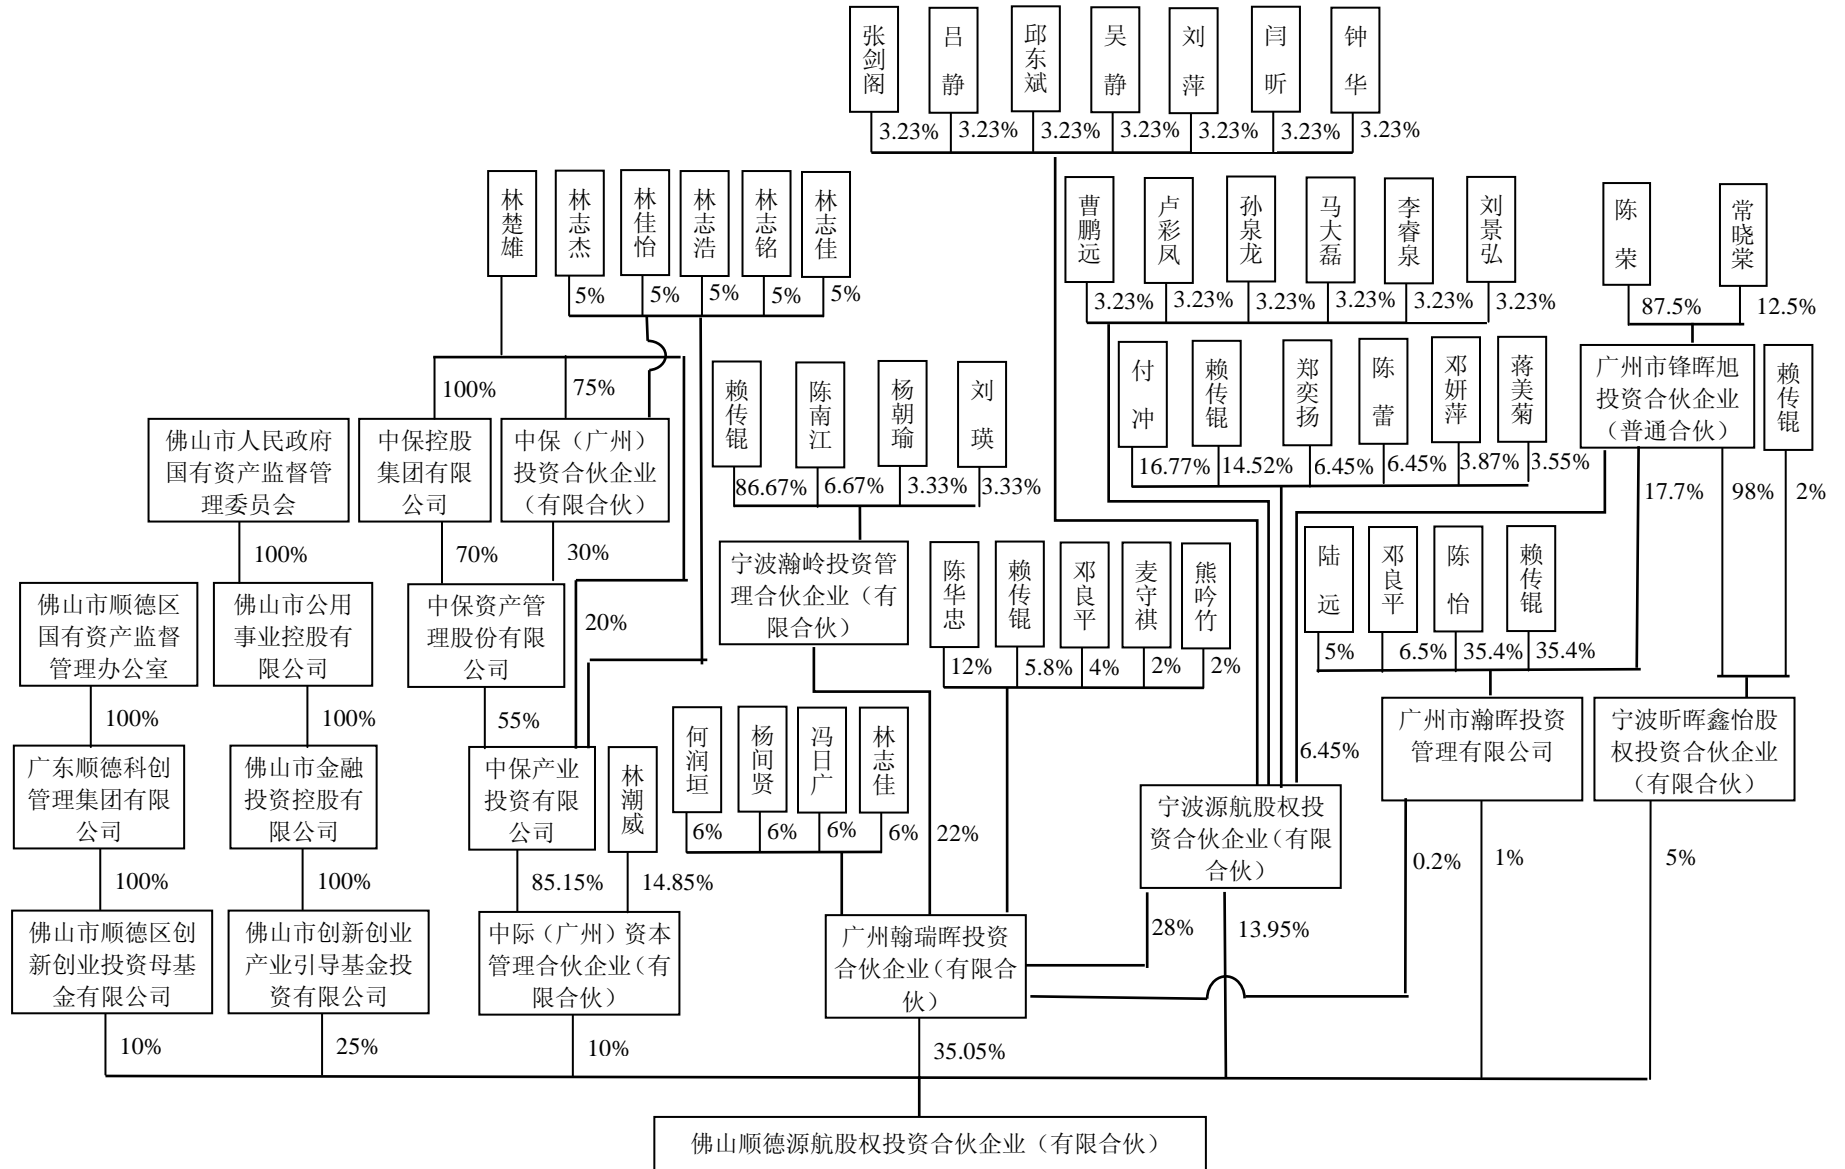 张剑阁
吕静
邱东斌
吴静
刘萍
闫昕
钟华
3.23%
3.23%
3.23%
3.23%
3.23%
3.23%
3.23%
林楚雄
林志杰
林佳怡
林志浩
林志铭
林志佳
5%
5%
5%
5%
5%
曹鹏远
卢彩凤
孙泉龙
马大磊
李睿泉
刘景弘
3.23%
3.23%
3.23%
3.23%
3.23%
3.23%
陈荣
常晓棠
87.5%
12.5%
100%
75%
赖传锟
陈南江
杨朝瑜
刘瑛
86.67%
6.67%
3.33%
3.33%
付冲
赖传锟
郑奕扬
陈蕾
邓妍萍
蒋美菊
16.77%
14.52%
6.45%
6.45%
3.87%
3.55%
广州市锋晖旭
投资合伙企业
（普通合伙）
赖传锟
17.7%
98%
2%
佛山市人民政府
国有资产监督管
理委员会
中保控股
集团有限
公司
中保（广州）
投资合伙企业
（有限合伙）
100%
70%
30%
宁波瀚岭投资管
理合伙企业（有
限合伙）
陈华忠
赖传锟
邓良平
麦守祺
熊吟竹
12%
5.8%
4%
2%
2%
陆远
邓良平
陈怡
赖传锟
5%
6.5%
35.4%
35.4%
佛山市顺德区
国有资产监督
管理办公室
佛山市公用
事业控股有
限公司
中保资产管
理股份有限
公司
20%
100%
100%
55%
何润垣
杨间贤
冯日广
林志佳
6%
6%
6%
6%
22%
6.45%
广州市瀚晖投资
管理有限公司
宁波昕晖鑫怡股
权投资合伙企业
（有限合伙）
广东顺德科创
管理集团有限
公司
佛山市金融
投资控股有
限公司
中保产业
投资有限
公司
林潮威
宁波源航股权投
资合伙企业（有限
合伙）
100%
100%
85.15%
14.85%
0.2%
1%
5%
佛山市顺德区创
新创业投资母基
金有限公司
佛山市创新创业
产业引导基金投
资有限公司
中际（广州）资本
管理合伙企业（有
限合伙）
广州翰瑞晖投资
合伙企业（有限合
伙）
28%
13.95%
10%
25%
10%
35.05%
佛山顺德源航股权投资合伙企业（有限合伙）